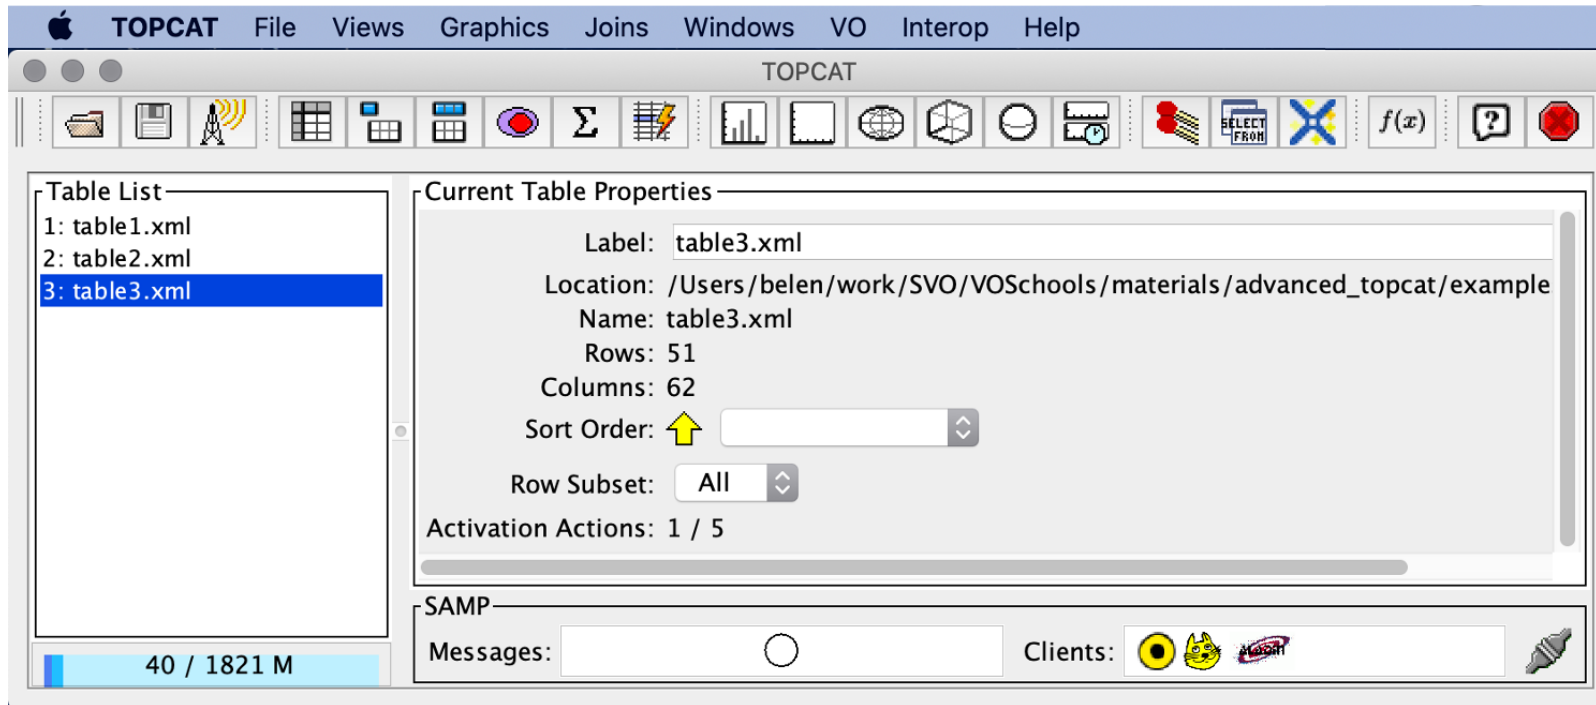 TOPCAT File Views Graphics Joins Windows VO Interop Help
TOPCAT
SELECT
FROM
f(x)
?
Table List
1: table1.xml
2: table2.xml
3: table3.xml
40 / 1821 M
Current Table Properties
Label: table3.xml
Location: /Users/belen/work/SVO/VOSchools/materials/advanced_topcat/example
Name: table3.xml
Rows: 51
Columns: 62
Sort Order:
Row Subset: All
Activation Actions: 1 / 5
SAMP
Messages: Clients: